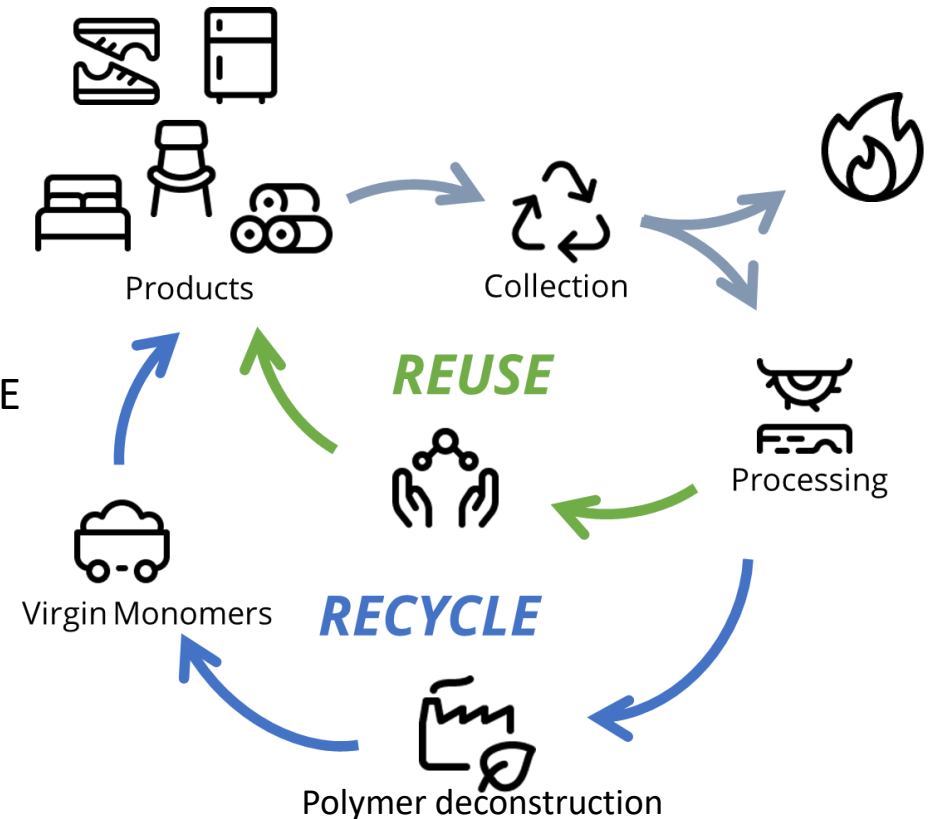 Products
Collection
REUSE
E
Processing
Virgin Monomers
RECYCLE
Polymer deconstruction